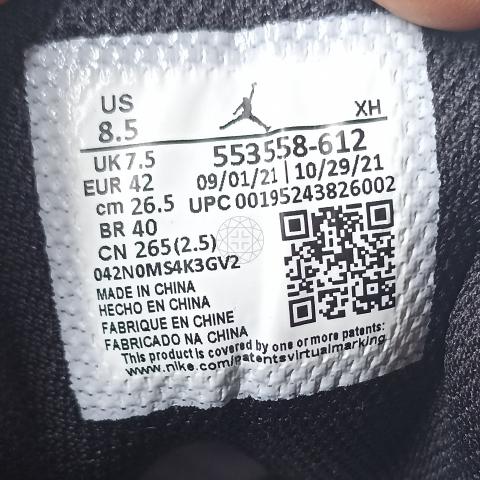 US
8.5
XH
553558-612
UK 7.5
09/01/21 | 10/29/21
EUR 42
UPC 00195243826002
cm 26.5
BR 40
CN 265(2.5)
042N0MS4K3GV2
MADE IN CHINA
HECHO EN CHINA
FABRIQUE EN CHINE
FABRICADO NA CHINA
This product is covered by one or more patents:
www.nike.com/patentsvirtualmarking